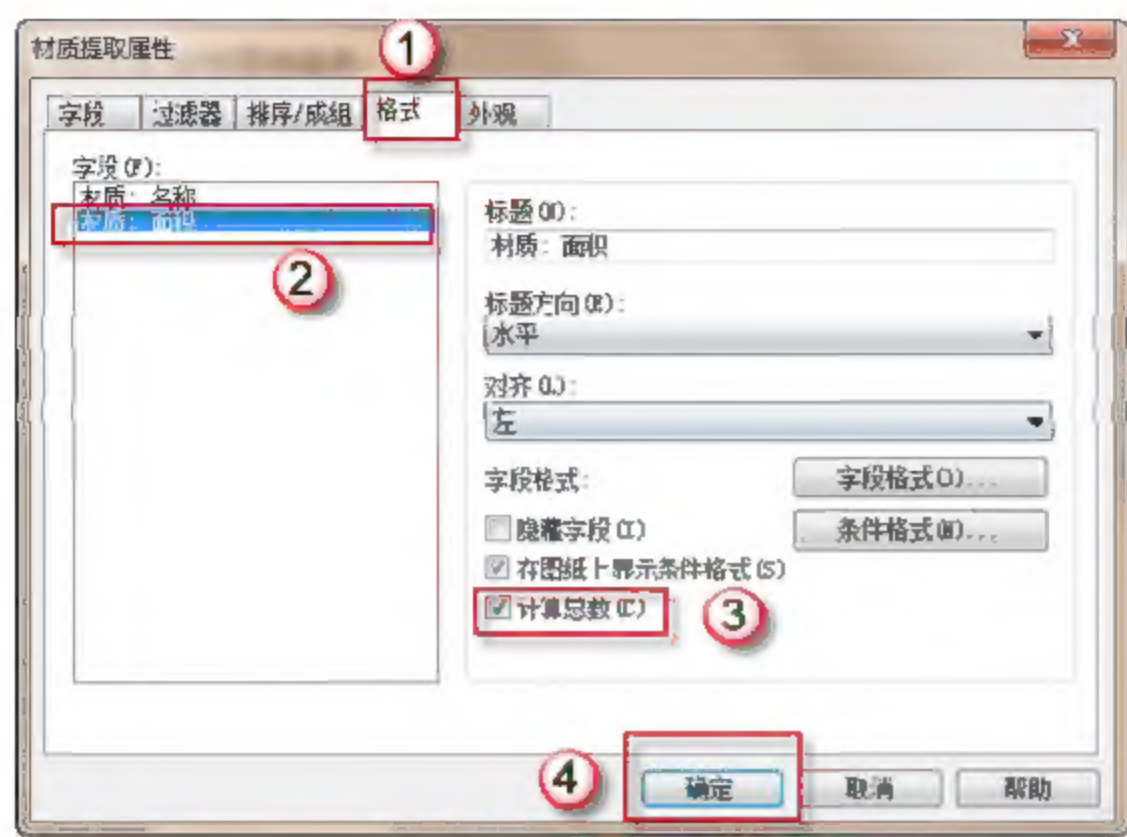 材质提取属性
①
字段 过滤器 排序/成组 格式 外观
字段(F):
材质: 名称
材质: 面积
②
标题(H):
材质: 面积
标题方向(R):
水平
对齐(L):
左
字段格式:
字段格式(O)...
隐藏字段(I)
条件格式(N)...
在图纸上显示条件格式(S)
计算总数(C)
③
④
确定 取消 帮助